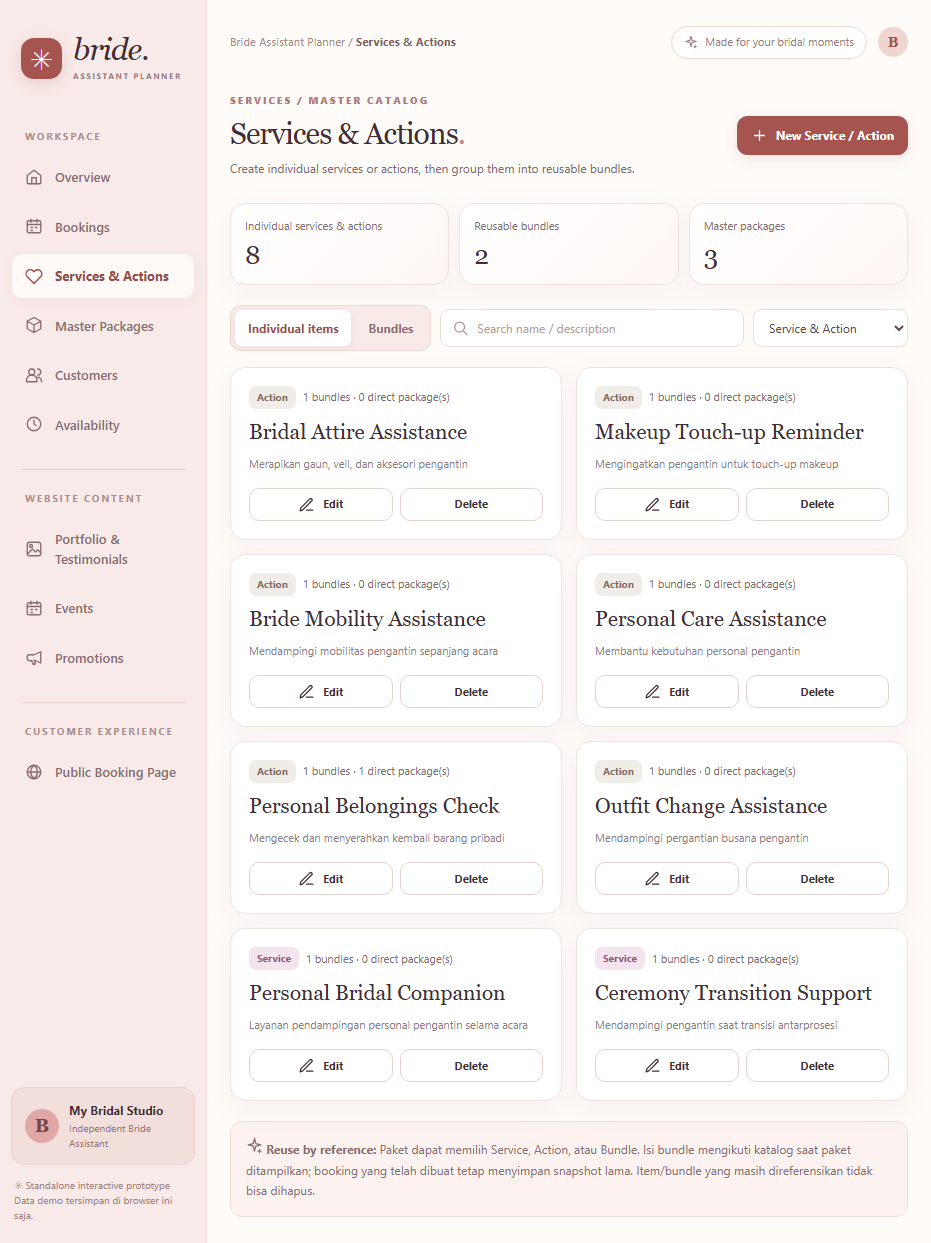 bride.
ASSISTANT PLANNER
WORKSPACE
Overview
Bookings
Services & Actions
Master Packages
Customers
Availability
WEBSITE CONTENT
Portfolio &
Testimonials
Events
Promotions
CUSTOMER EXPERIENCE
Public Booking Page
B
My Bridal Studio
Independent Bride
Assistant
✳ Standalone interactive prototype
Data demo tersimpan di browser ini
saja.
Bride Assistant Planner / Services & Actions
Made for your bridal moments
B
SERVICES / MASTER CATALOG
Services & Actions.
Create individual services or actions, then group them into reusable bundles.
+ New Service / Action
Individual services & actions
8
Reusable bundles
2
Master packages
3
Individual items
Bundles
Search name / description
Service & Action
Action 1 bundles · 0 direct package(s)
Bridal Attire Assistance
Merapikan gaun, veil, dan aksesori pengantin
Edit
Delete
Action 1 bundles · 0 direct package(s)
Makeup Touch-up Reminder
Mengingatkan pengantin untuk touch-up makeup
Edit
Delete
Action 1 bundles · 0 direct package(s)
Bride Mobility Assistance
Mendampingi mobilitas pengantin sepanjang acara
Edit
Delete
Action 1 bundles · 0 direct package(s)
Personal Care Assistance
Membantu kebutuhan personal pengantin
Edit
Delete
Action 1 bundles · 1 direct package(s)
Personal Belongings Check
Mengecek dan menyerahkan kembali barang pribadi
Edit
Delete
Action 1 bundles · 0 direct package(s)
Outfit Change Assistance
Mendampingi pergantian busana pengantin
Edit
Delete
Service 1 bundles · 0 direct package(s)
Personal Bridal Companion
Layanan pendampingan personal pengantin selama acara
Edit
Delete
Service 1 bundles · 0 direct package(s)
Ceremony Transition Support
Mendampingi pengantin saat transisi antarprosesi
Edit
Delete
Reuse by reference: Paket dapat memilih Service, Action, atau Bundle. Isi bundle mengikuti katalog saat paket
ditampilkan; booking yang telah dibuat tetap menyimpan snapshot lama. Item/bundle yang masih direferensikan tidak
bisa dihapus.